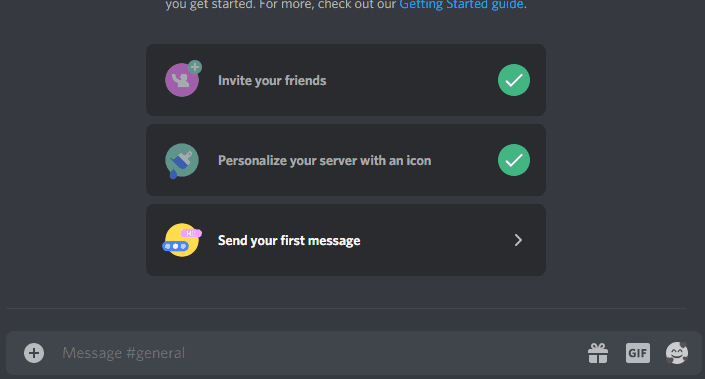 you get started. For more, check out our Getting Started guide.
Invite your friends
Personalize your server with an icon
Hi!
Send your first message
Message #general
GIF